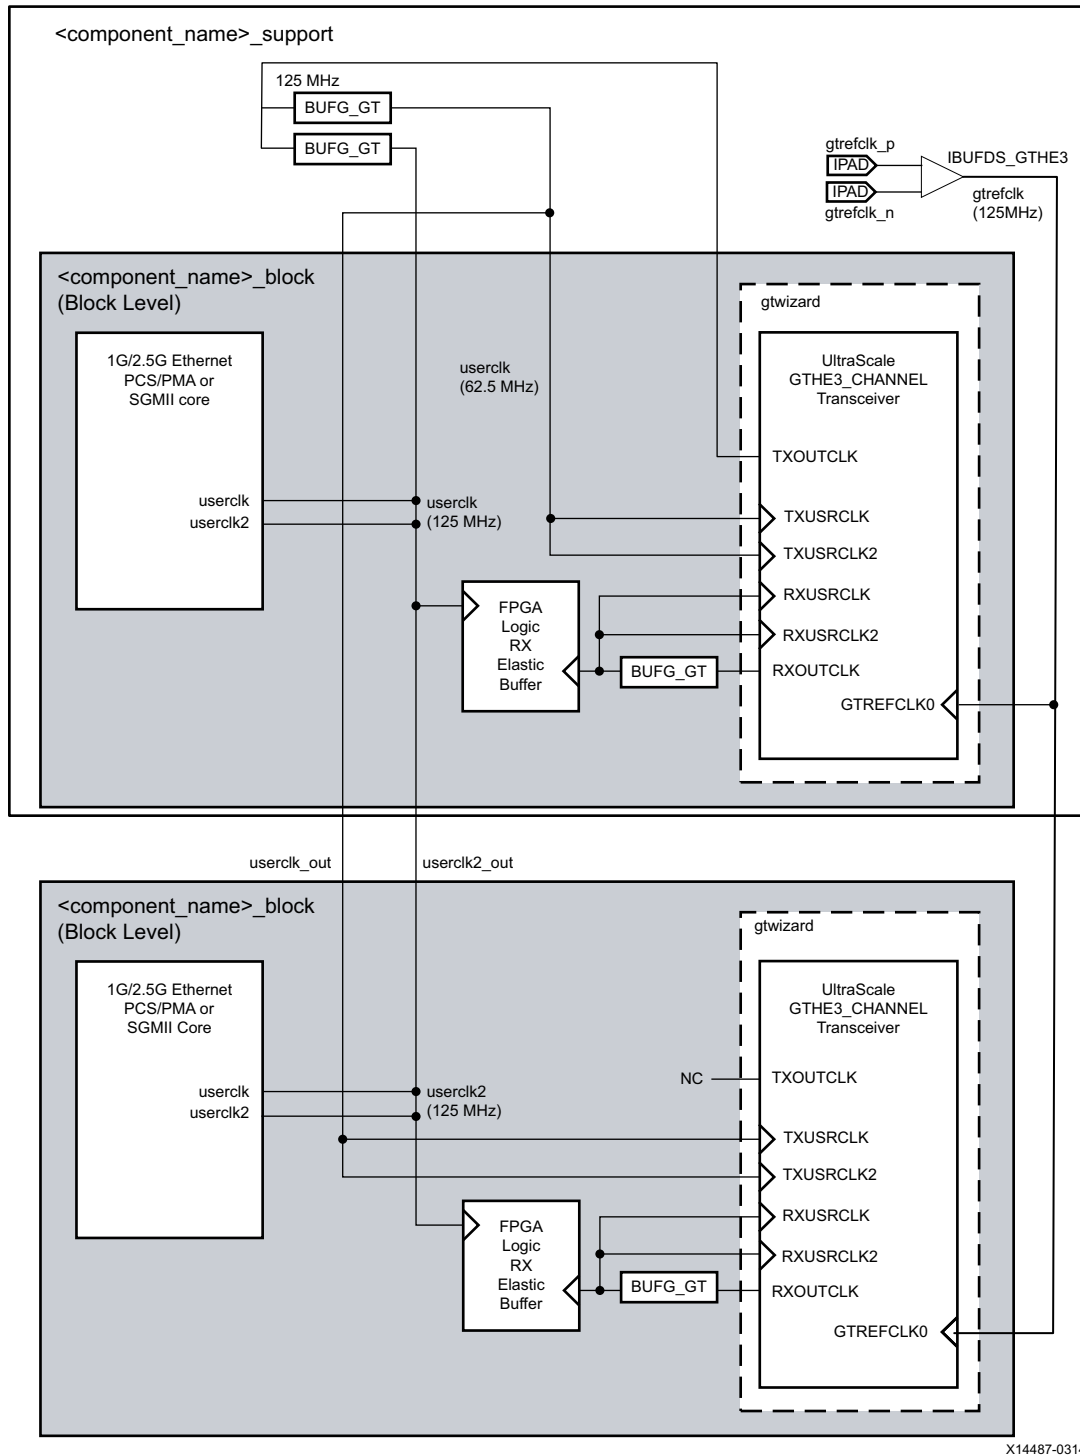 <component_name>_support
125 MHz
BUFG_GT
BUFG_GT
gtrefclk_p
IPAD
IPAD
gtrefclk_n
IBUFDS_GTHE3
gtrefclk
(125MHz)
<component_name>_block
(Block Level)
1G/2.5G Ethernet
PCS/PMA or
SGMII core
userclk
userclk2
userclk
(62.5 MHz)
userclk
(125 MHz)
FPGA
Logic
RX
Elastic
Buffer
BUFG_GT
gtwizard
UltraScale
GTHE3_CHANNEL
Transceiver
TXOUTCLK
TXUSRCLK
TXUSRCLK2
RXUSRCLK
RXUSRCLK2
RXOUTCLK
GTREFCLK0
userclk_out
userclk2_out
<component_name>_block
(Block Level)
1G/2.5G Ethernet
PCS/PMA or
SGMII Core
userclk
userclk2
userclk2
(125 MHz)
FPGA
Logic
RX
Elastic
Buffer
BUFG_GT
NC
gtwizard
UltraScale
GTHE3_CHANNEL
Transceiver
TXOUTCLK
TXUSRCLK
TXUSRCLK2
RXUSRCLK
RXUSRCLK2
RXOUTCLK
GTREFCLK0